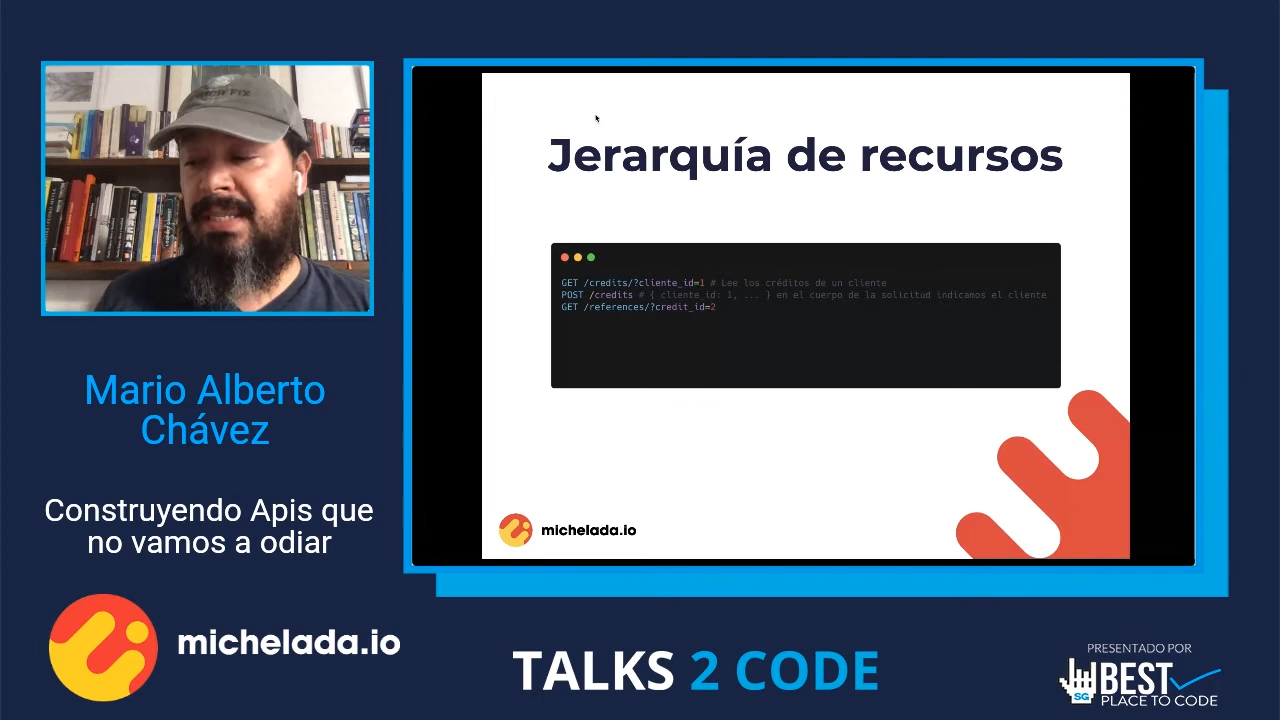 Jerarquía de recursos
GET /credits/?cliente_id=1 # Lee los créditos de un cliente
POST /credits # { cliente_id: 1, ... } en el cuerpo de la solicitud indicamos el cliente
GET /references/?credit_id=2
michelada.io
Mario Alberto
Chávez
Construyendo Apis que
no vamos a odiar
michelada.io
TALKS 2 CODE
PRESENTADO POR
SG
BEST
PLACE TO CODE